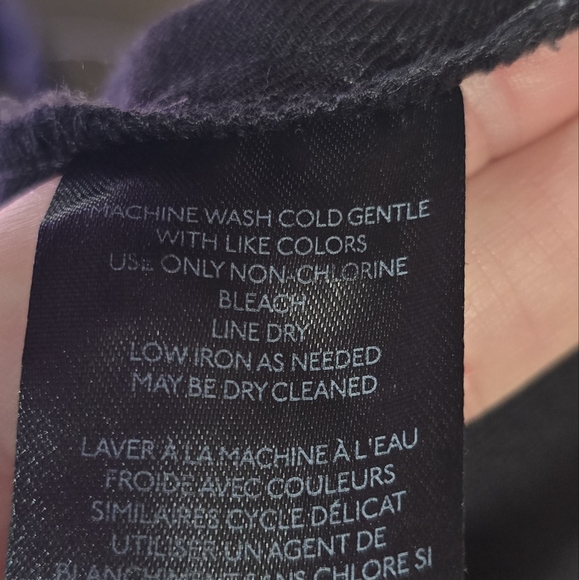 MACHINE WASH COLD GENTLE
WITH LIKE COLORS
USE ONLY NON-CHLORINE
BLEACH
LINE DRY
LOW IRON AS NEEDED
MAY BE DRY CLEANED
LAVER À LA MACHINE À L'EAU
FROIDE AVEC COULEURS
SIMILAIRES CYCLE DÉLICAT
UTILISER UN AGENT DE
BLANCHIMENT SANS CHLORE SI